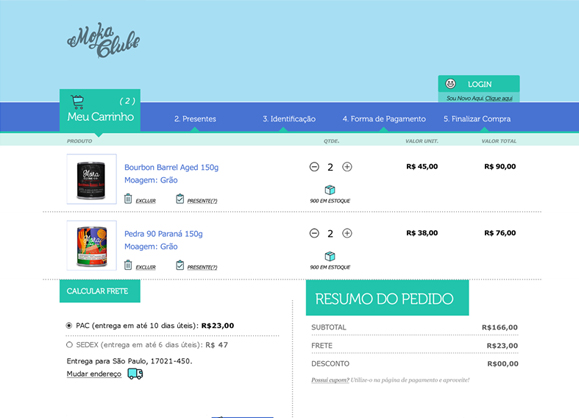 Moka Clube
LOGIN
Sou Novo Aqui. Clique aqui
( 2 )
Meu Carrinho
2. Presentes
3. Identificação
4. Forma de Pagamento
5. Finalizar Compra
PRODUTO QTDE. VALOR UNIT. VALOR TOTAL
Bourbon Barrel Aged 150g
Moagem: Grão
2 R$ 45,00 R$ 90,00
EXCLUIR PRESENTE(?)
900 EM ESTOQUE
Pedra 90 Paraná 150g
Moagem: Grão
2 R$ 38,00 R$ 76,00
EXCLUIR PRESENTE(?)
900 EM ESTOQUE
CALCULAR FRETE
PAC (entrega em até 10 dias úteis): R$23,00
SEDEX (entrega em até 6 dias úteis): R$ 47
Entrega para São Paulo, 17021-450.
Mudar endereço
RESUMO DO PEDIDO
SUBTOTAL R$166,00
FRETE R$23,00
DESCONTO R$00,00
Possui cupom? Utilize-o na página de pagamento e aproveite!